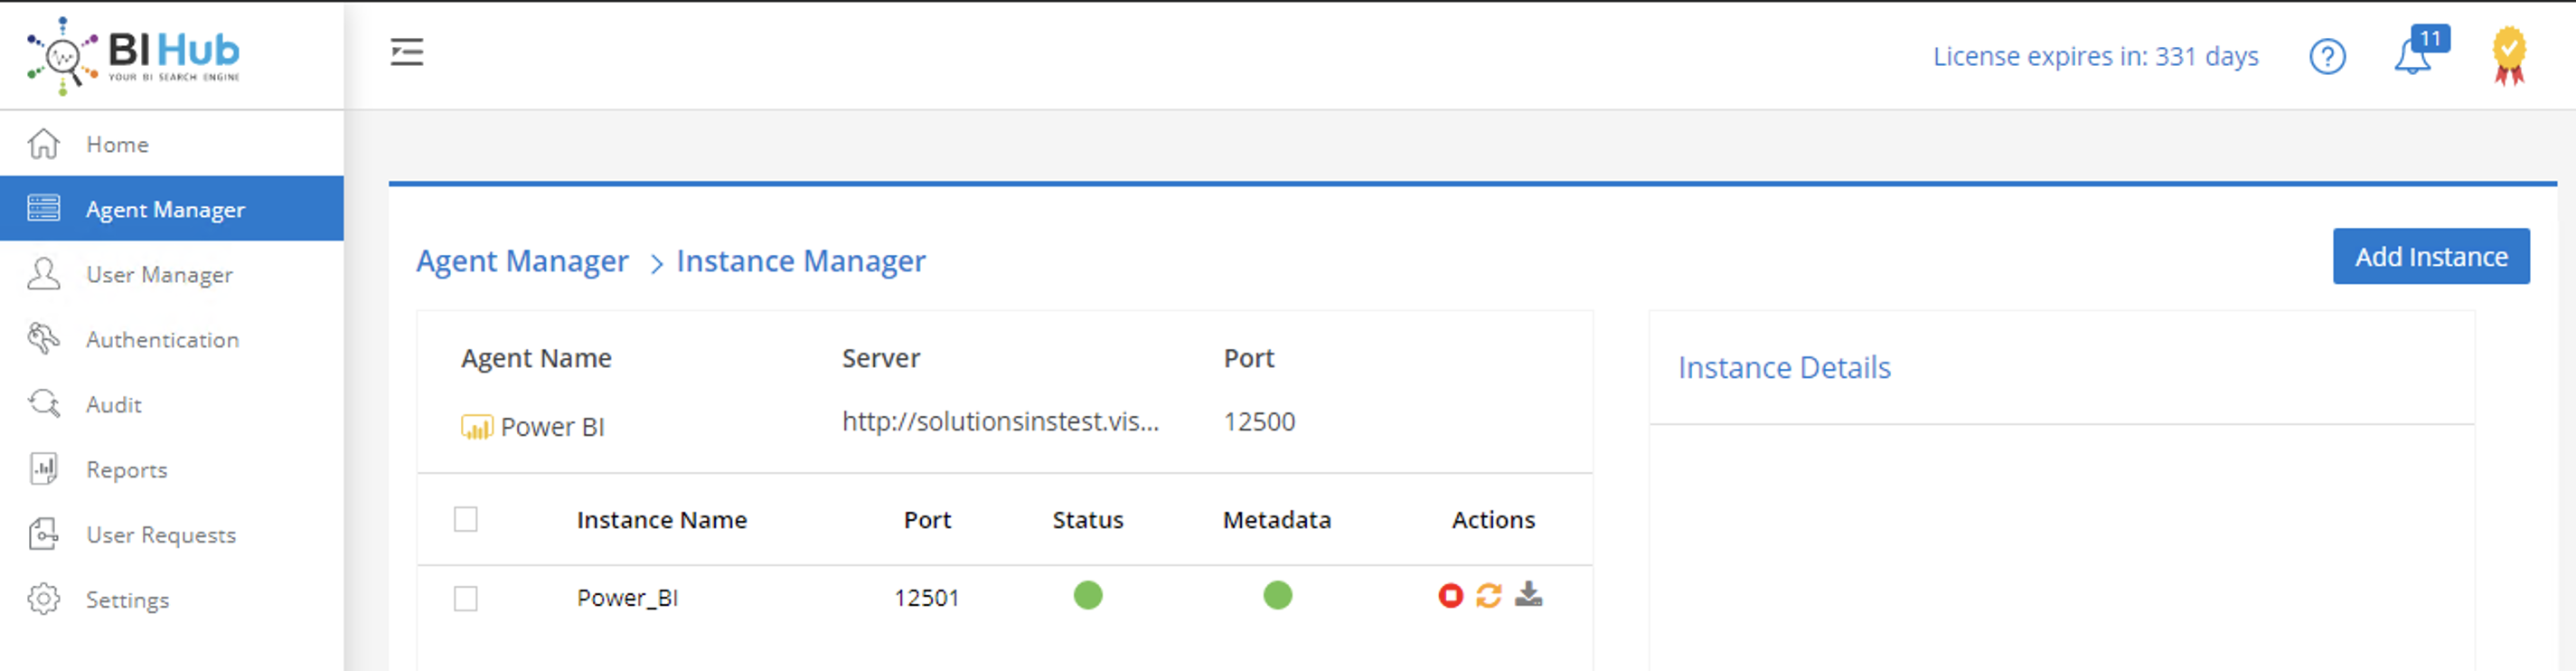 BI Hub
YOUR BI SEARCH ENGINE
License expires in: 331 days
11
Home
Agent Manager
User Manager
Authentication
Audit
Reports
User Requests
Settings
Agent Manager > Instance Manager
Add Instance
Agent Name Server Port
Power BI http://solutionsinstest.vis... 12500
Instance Name Port Status Metadata Actions
Power_BI 12501
Instance Details